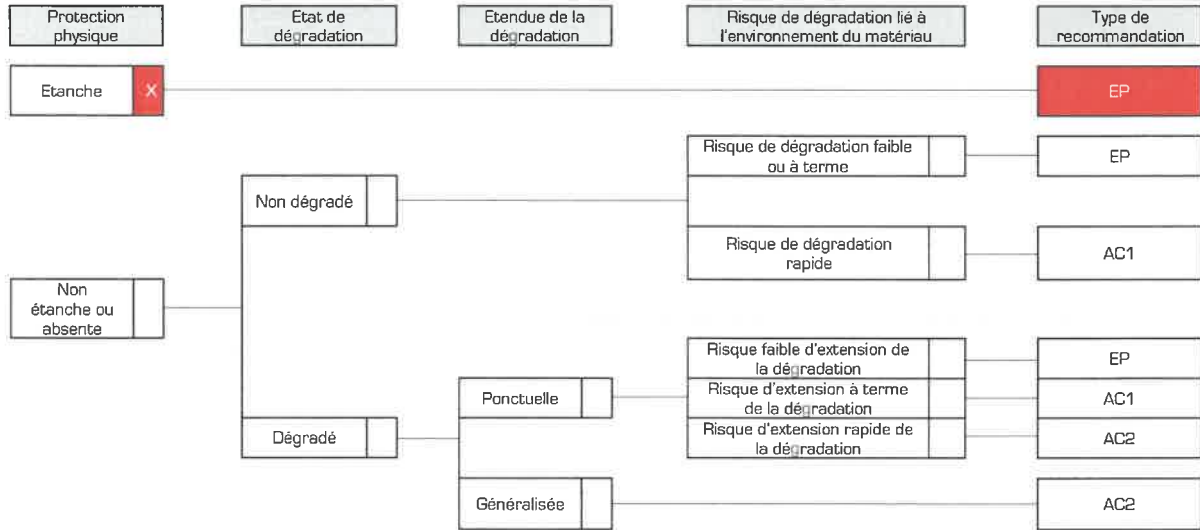 Protection
physique
Etat de
dégradation
Etendue de la
dégradation
Risque de dégradation lié à
l'environnement du matériau
Type de
recommandation
Etanche
X
EP
Risque de dégradation faible
ou à terme
EP
Non dégradé
Risque de dégradation
rapide
AC1
Non
étanche ou
absente
Risque faible d'extension de
la dégradation
EP
Ponctuelle
Risque d'extension à terme
de la dégradation
AC1
Dégradé
Risque d'extension rapide de
la dégradation
AC2
Généralisée
AC2